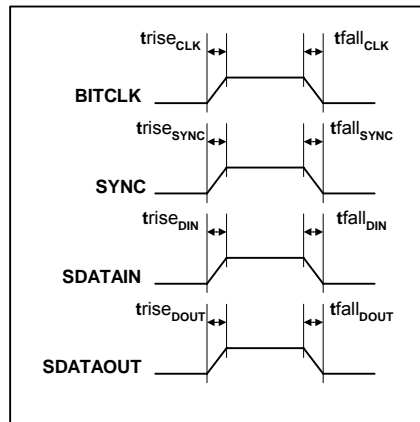 triseCLK tfallCLK
BITCLK
triseSYNC tfallSYNC
SYNC
triseDIN tfallDIN
SDATAIN
triseDOUT tfallDOUT
SDATAOUT